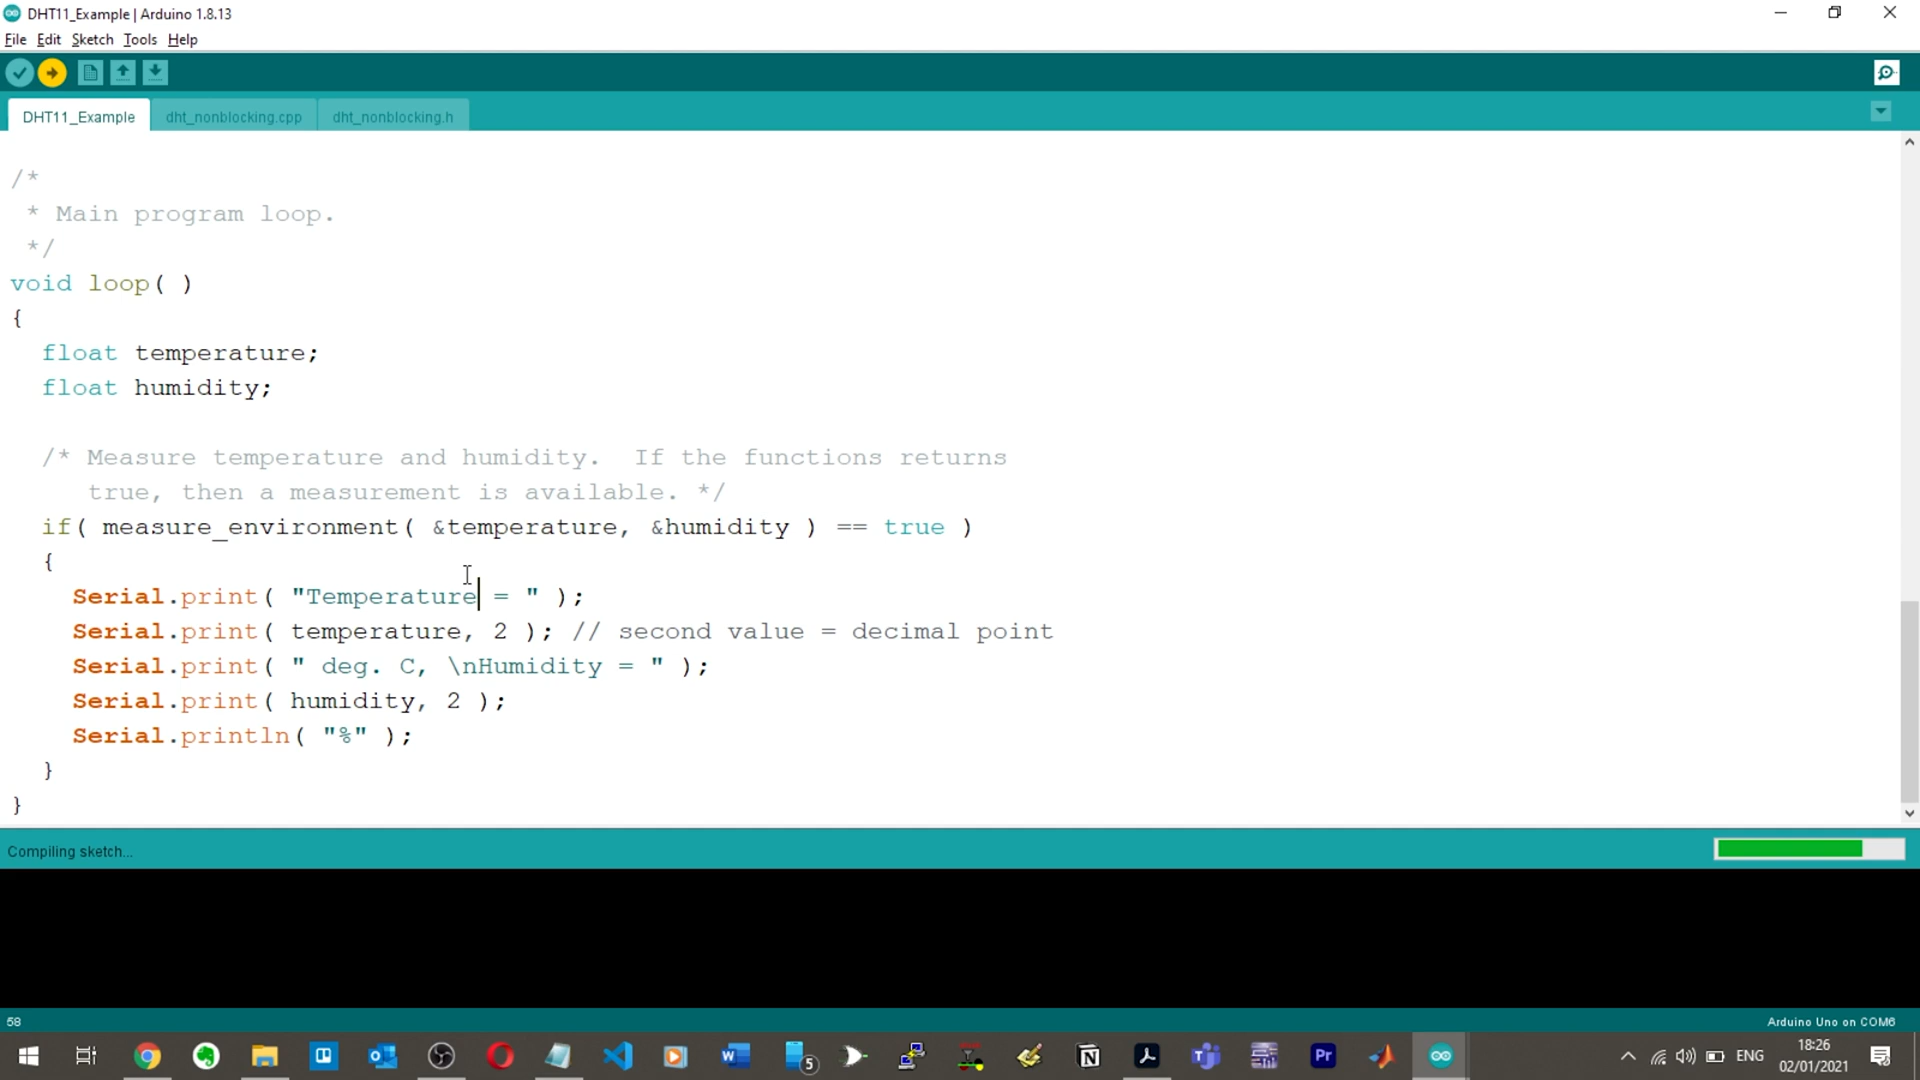 DHT11_Example | Arduino 1.8.13
File Edit Sketch Tools Help
DHT11_Example dht_nonblocking.cpp dht_nonblocking.h
/*
 * Main program loop.
 */
void loop( )
{
  float temperature;
  float humidity;

  /* Measure temperature and humidity.  If the functions returns
     true, then a measurement is available. */
  if( measure_environment( &temperature, &humidity ) == true )
  {
    Serial.print( "Temperature = " );
    Serial.print( temperature, 2 ); // second value = decimal point
    Serial.print( " deg. C, \nHumidity = " );
    Serial.print( humidity, 2 );
    Serial.println( "%" );
  }
}
Compiling sketch...
58 Arduino Uno on COM6
5 Pr ENG 18:26
02/01/2021